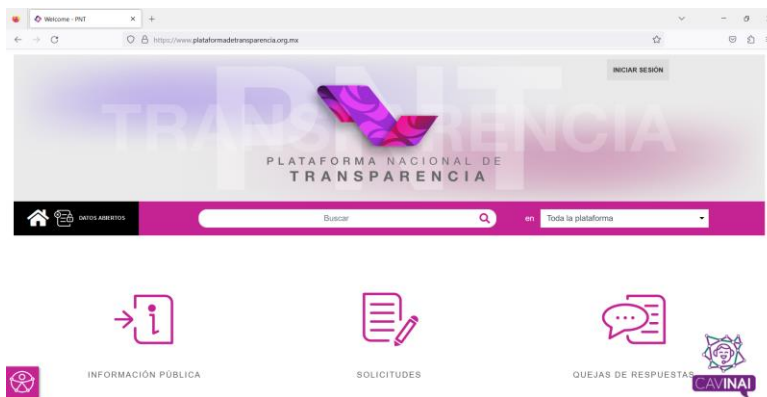 Welcome - PNT
https://www.plataformadetransparencia.org.mx
INICIAR SESIÓN
PNT
TRANSPARENCIA
PLATAFORMA NACIONAL DE
TRANSPARENCIA
DATOS ABIERTOS
Buscar
en
Toda la plataforma
INFORMACIÓN PÚBLICA
SOLICITUDES
QUEJAS DE RESPUESTAS
CAVINAI